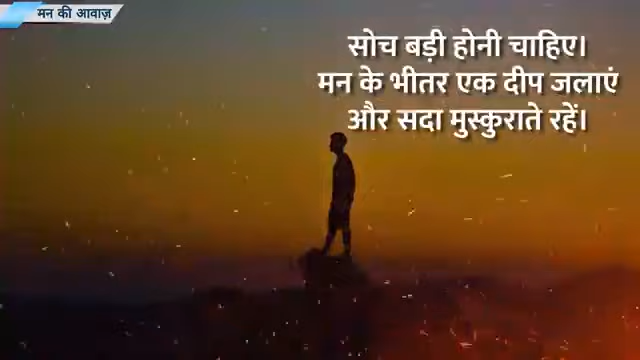 मन की आवाज़
सोच बड़ी होनी चाहिए।
मन के भीतर एक दीप जलाएं
और सदा मुस्कुराते रहें।